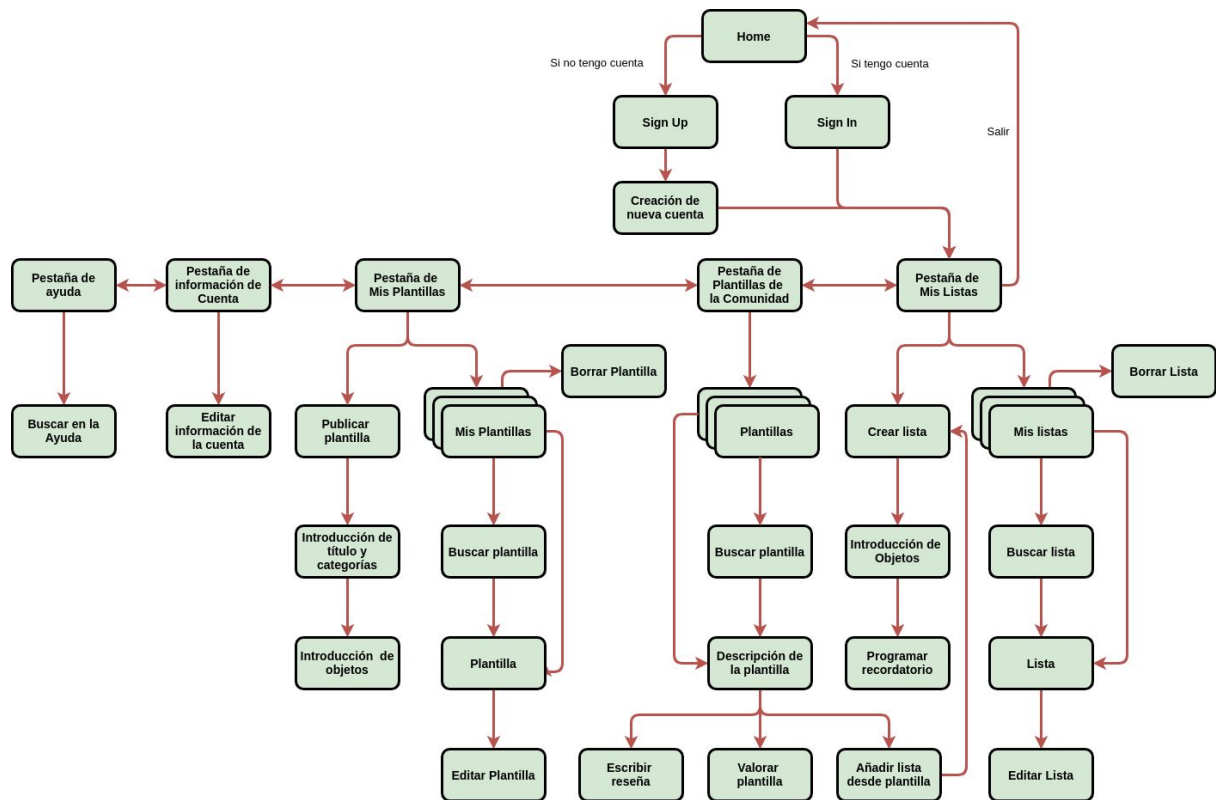 Home
Si no tengo cuenta
Si tengo cuenta
Sign Up
Sign In
Salir
Creación de
nueva cuenta
Pestaña de
ayuda
Pestaña de
información de
Cuenta
Pestaña de
Mis Plantillas
Pestaña de
Plantillas de
la Comunidad
Pestaña de
Mis Listas
Borrar Plantilla
Borrar Lista
Buscar en la
Ayuda
Editar
información de
la cuenta
Publicar
plantilla
Mis Plantillas
Plantillas
Crear lista
Mis listas
Introducción de
título y
categorías
Buscar plantilla
Buscar plantilla
Introducción de
Objetos
Buscar lista
Introducción de
objetos
Plantilla
Descripción de
la plantilla
Programar
recordatorio
Lista
Editar Plantilla
Escribir
reseña
Valorar
plantilla
Añadir lista
desde plantilla
Editar Lista